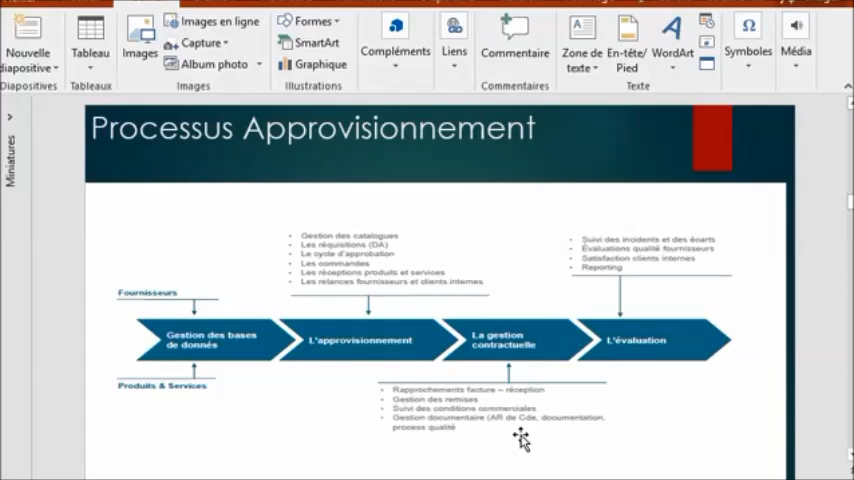 Nouvelle
diapositive
Diapositives
Tableau
Tableaux
Images
Images en ligne
Capture
Album photo
Images
Formes
SmartArt
Graphique
Illustrations
Compléments
Liens
Commentaire
Commentaires
Zone de
texte
En-tête/
Pied
WordArt
Texte
Symboles
Média
Miniatures
Processus Approvisionnement
• Gestion des catalogues
• Les réquisitions (DA)
• Le cycle d'approbation
• Les commandes
• Les réceptions produits et services
• Les relances fournisseurs et clients internes
• Suivi des incidents et des écarts
• Évaluations qualité fournisseurs
• Satisfaction clients internes
• Reporting
Fournisseurs
Gestion des bases
de donnés
L'approvisionnement
La gestion
contractuelle
L'évaluation
Produits & Services
• Rapprochements facture – réception
• Gestion des remises
• Suivi des conditions commerciales
• Gestion documentaire (AR de Cde, documentation,
process qualité